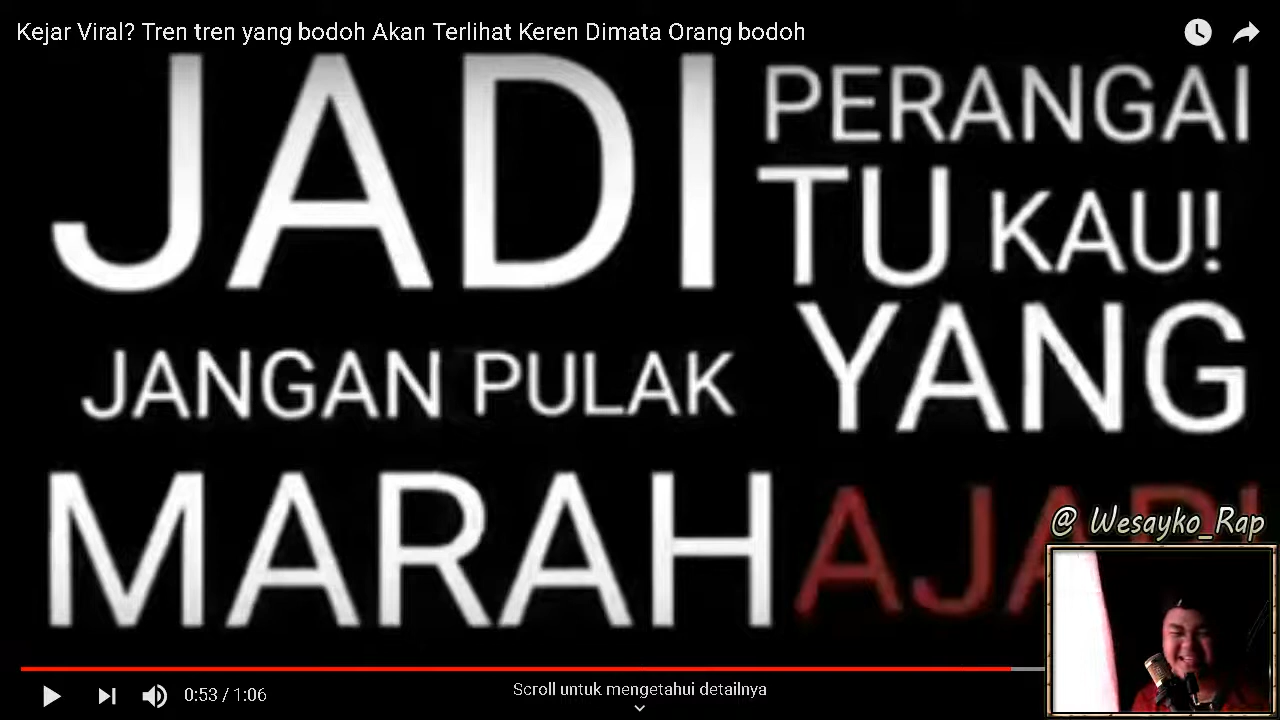 Kejar Viral? Tren tren yang bodoh Akan Terlihat Keren Dimata Orang bodoh
JADI
JANGAN PULAK
MARAH
PERANGAI
TU KAU!
YANG
@ Wesayko_Rap
0:53 / 1:06
Scroll untuk mengetahui detailnya